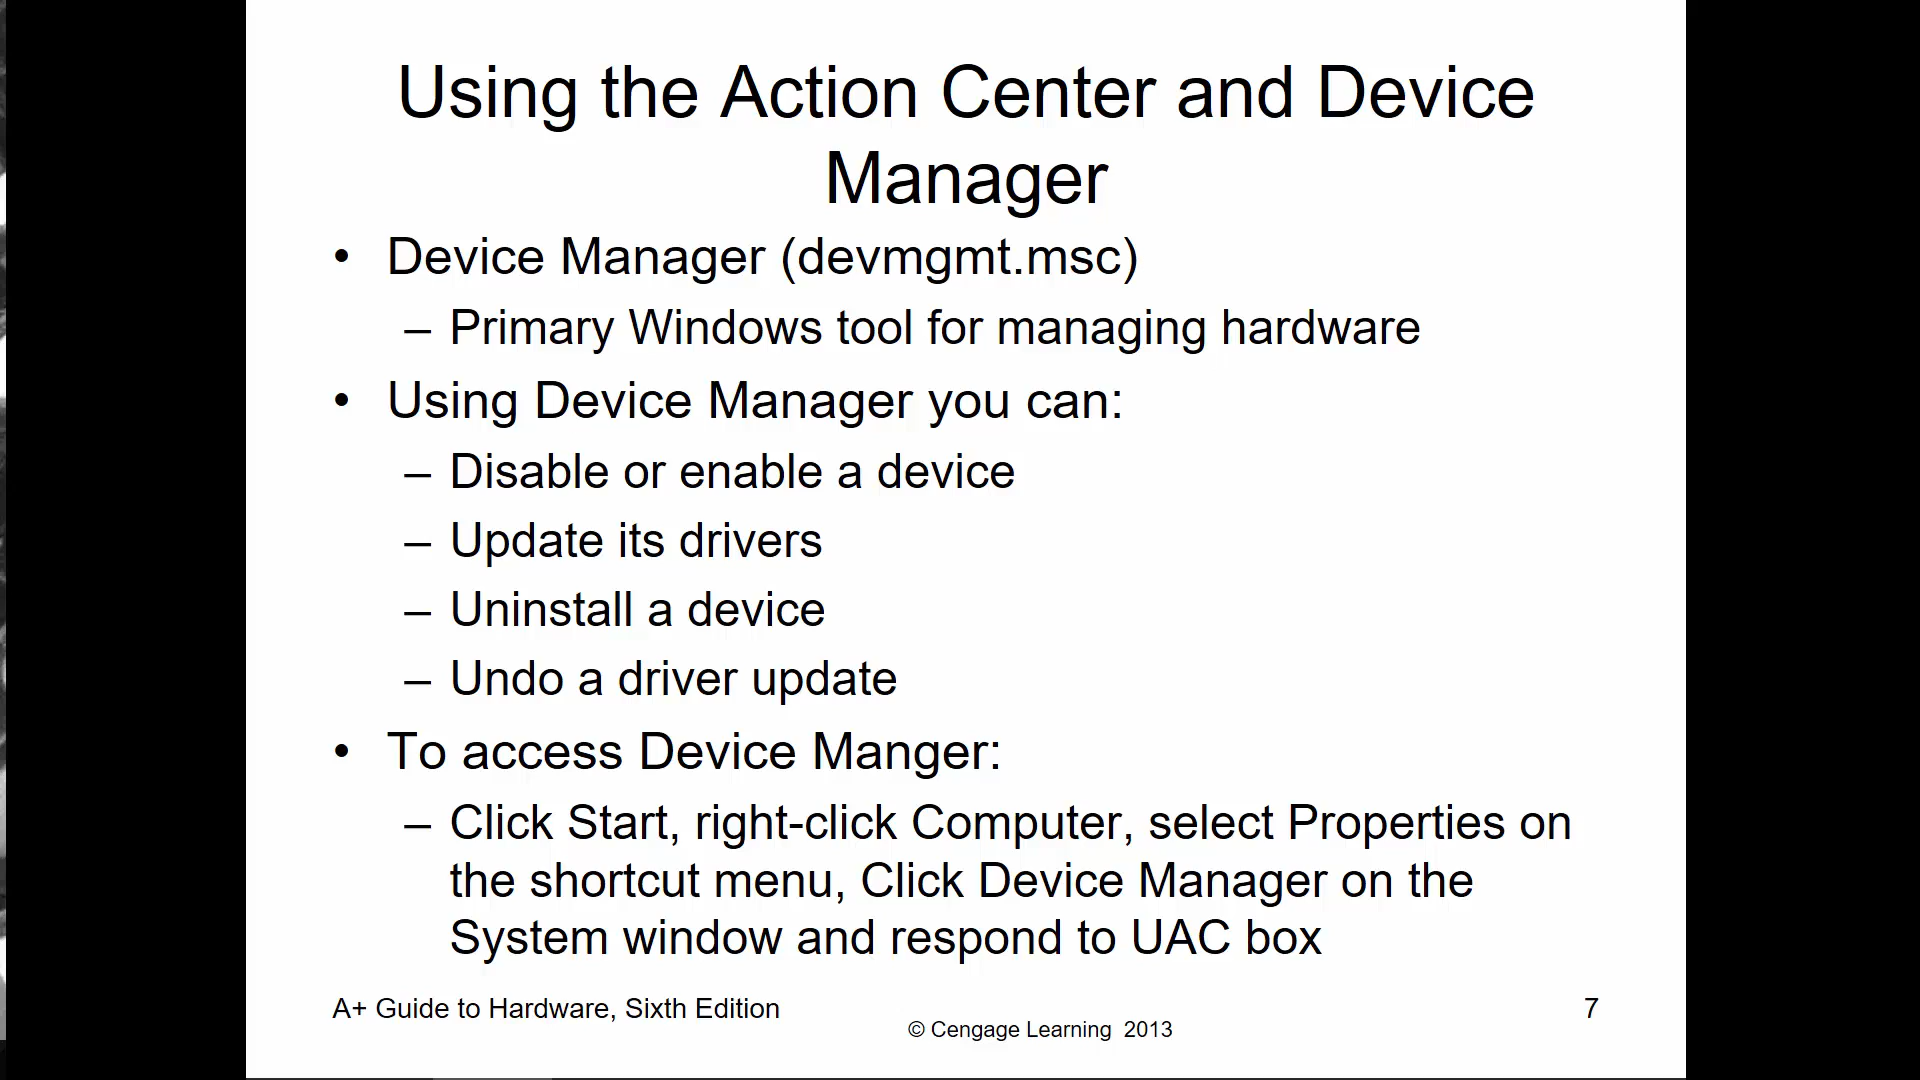 Using the Action Center and Device
Manager
• Device Manager (devmgmt.msc)
– Primary Windows tool for managing hardware
• Using Device Manager you can:
– Disable or enable a device
– Update its drivers
– Uninstall a device
– Undo a driver update
• To access Device Manger:
– Click Start, right-click Computer, select Properties on
the shortcut menu, Click Device Manager on the
System window and respond to UAC box
A+ Guide to Hardware, Sixth Edition
7
© Cengage Learning 2013